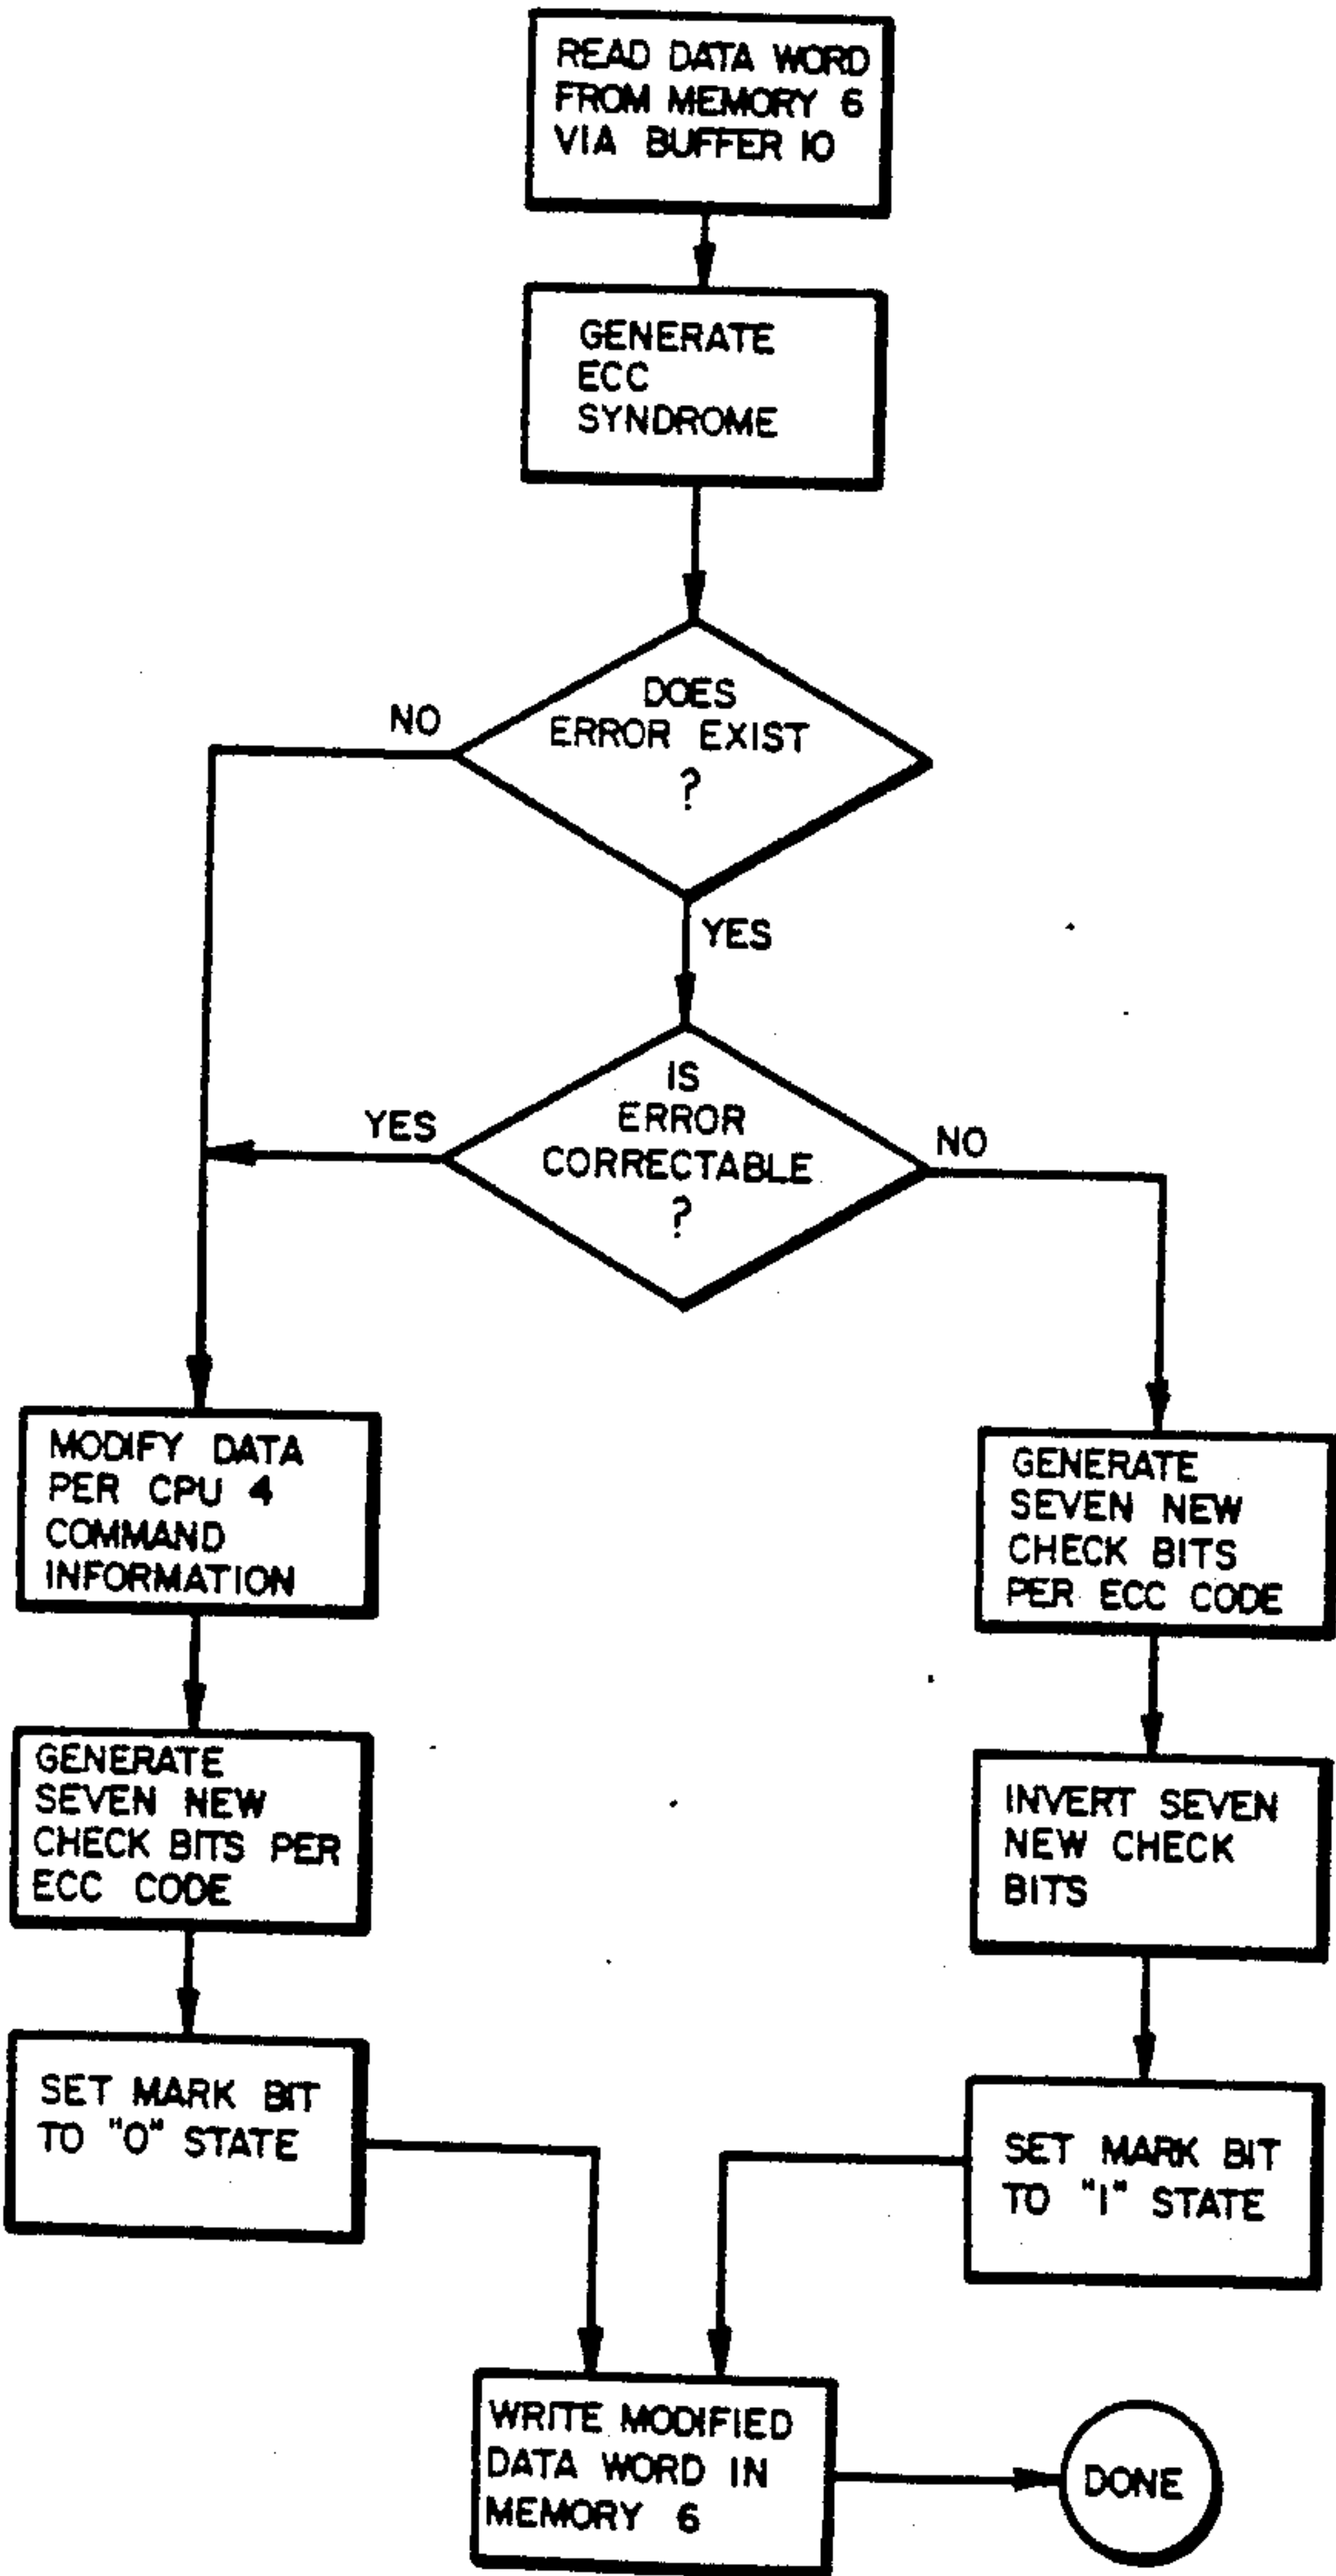 READ DATA WORD
FROM MEMORY 6
VIA BUFFER 10
GENERATE
ECC
SYNDROME
DOES
ERROR EXIST
?
NO
YES
IS
ERROR
CORRECTABLE
?
YES
NO
MODIFY DATA
PER CPU 4
COMMAND
INFORMATION
GENERATE
SEVEN NEW
CHECK BITS
PER ECC CODE
GENERATE
SEVEN NEW
CHECK BITS PER
ECC CODE
INVERT SEVEN
NEW CHECK
BITS
SET MARK BIT
TO "0" STATE
SET MARK BIT
TO "1" STATE
WRITE MODIFIED
DATA WORD IN
MEMORY 6
DONE